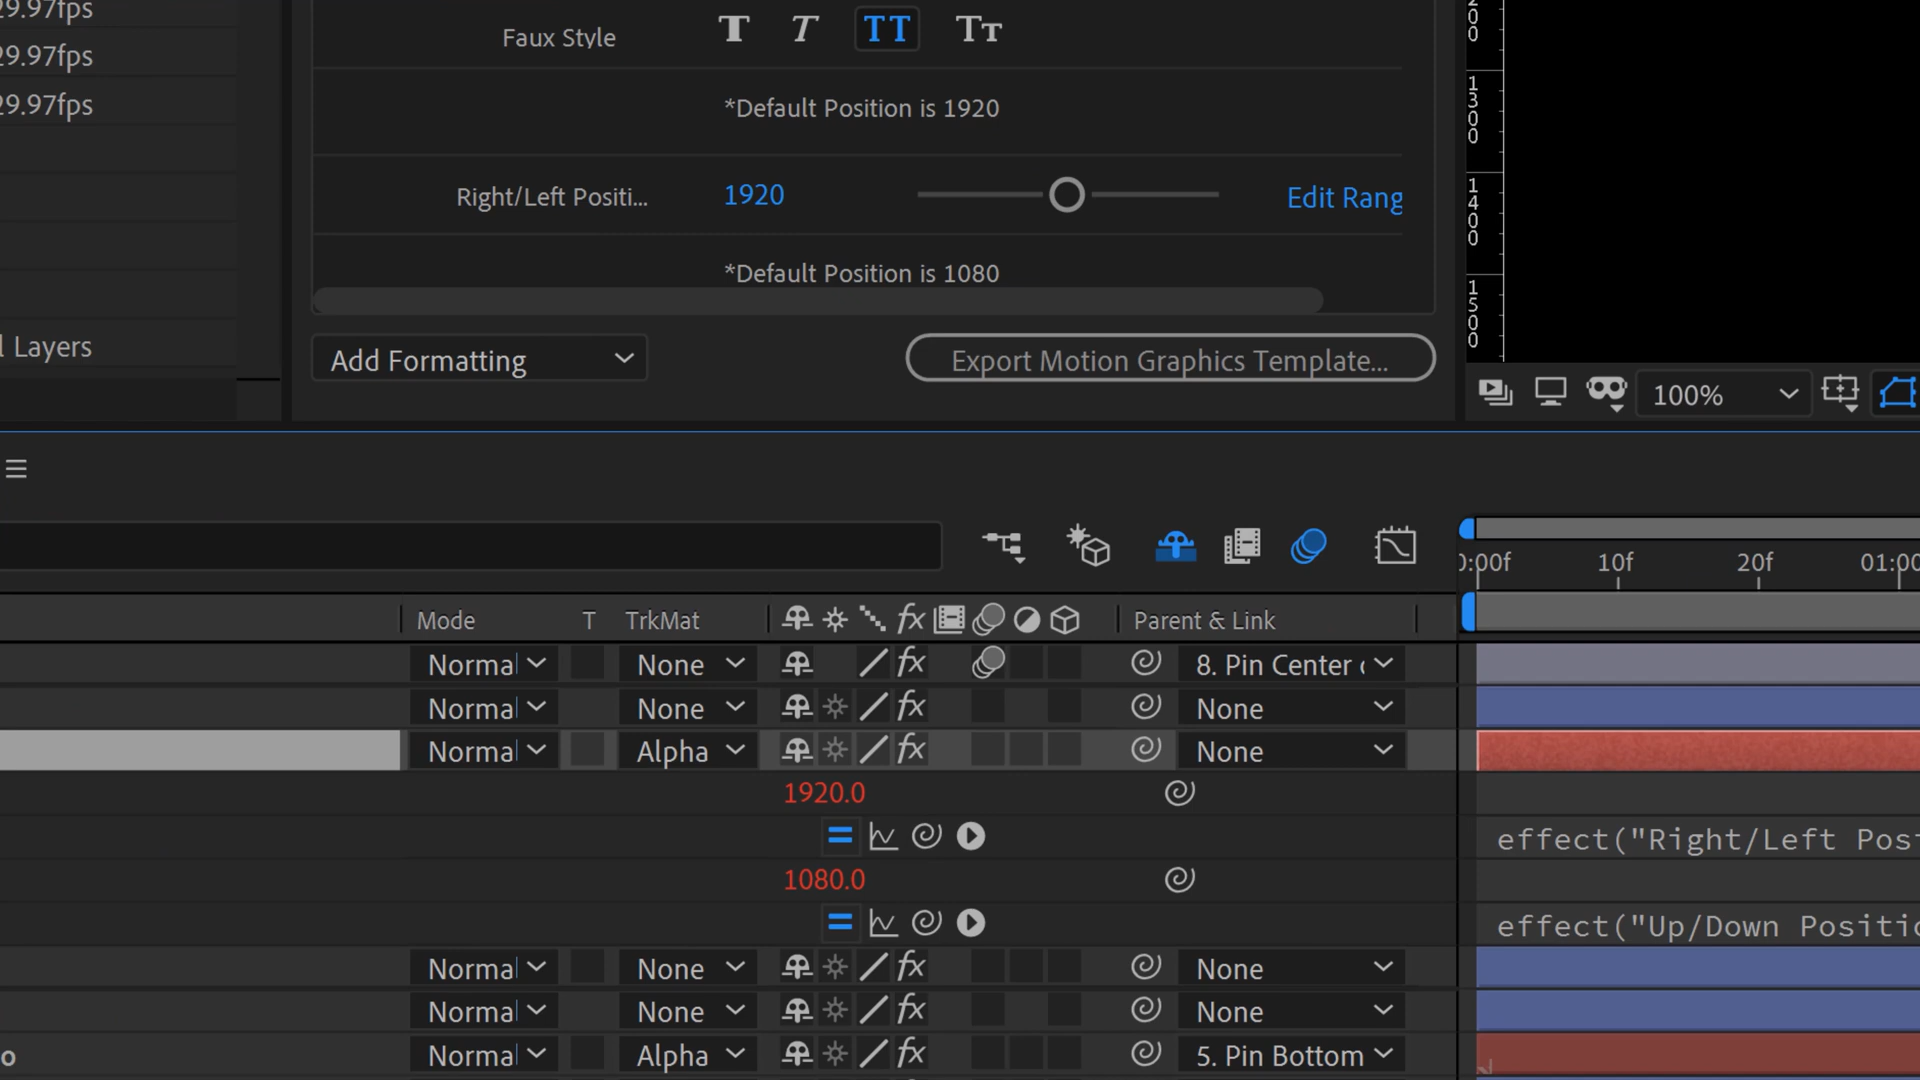 29.97fps
29.97fps
29.97fps
Faux Style
T T TT Tt
*Default Position is 1920
Right/Left Positi...
1920
Edit Rang
*Default Position is 1080
l Layers
Add Formatting
Export Motion Graphics Template...
1300
1400
1500
100%
0:00f 10f 20f 01:00
Mode T TrkMat fx Parent & Link
Normal None fx 8. Pin Center
Normal None fx None
Normal Alpha fx None
1920.0
effect("Right/Left Pos
1080.0
effect("Up/Down Positio
Normal None fx None
Normal None fx None
o Normal Alpha fx 5. Pin Bottom